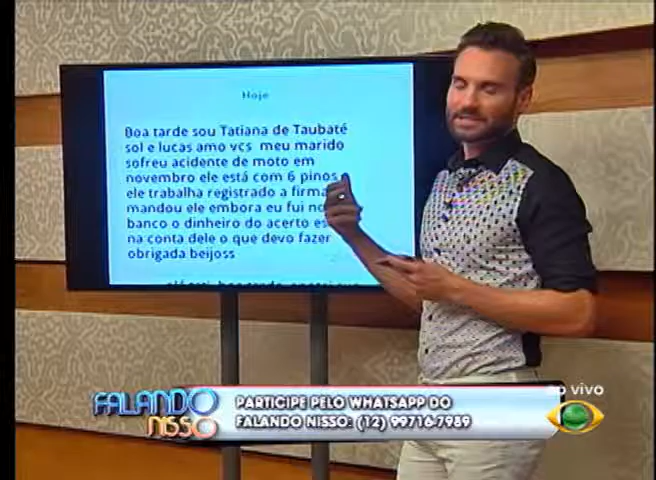 Hoje
Boa tarde sou Tatiana de Taubaté
sol e lucas amo vcs meu marido
sofreu acidente de moto em
novembro ele está com 6 pinos e
ele trabalha registrado a firma
mandou ele embora eu fui no
banco o dinheiro do acerto es
na conta dele o que devo fazer
obrigada beijoss
ao vivo
FALANDO
NISSO
PARTICIPE PELO WHATSAPP DO
FALANDO NISSO: (12) 99716-7989